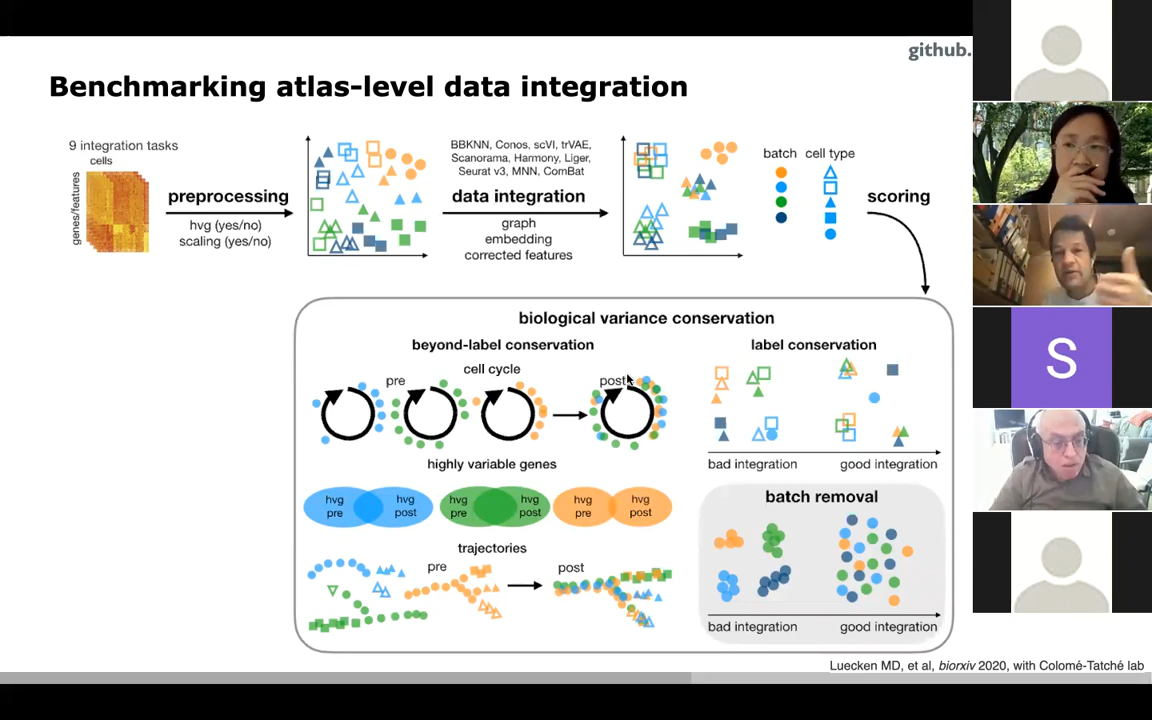 github.
Benchmarking atlas-level data integration
9 integration tasks
cells
genes/features
preprocessing
hvg (yes/no)
scaling (yes/no)
BBKNN, Conos, scVI, trVAE,
Scanorama, Harmony, Liger,
Seurat v3, MNN, ComBat
data integration
graph
embedding
corrected features
batch
cell type
scoring
biological variance conservation
beyond-label conservation
cell cycle
pre
post
highly variable genes
hvg
pre
hvg
post
hvg
pre
hvg
post
hvg
pre
hvg
post
trajectories
pre
post
label conservation
bad integration
good integration
batch removal
bad integration
good integration
Luecken MD, et al, biorxiv 2020, with Colomé-Tatché lab
S